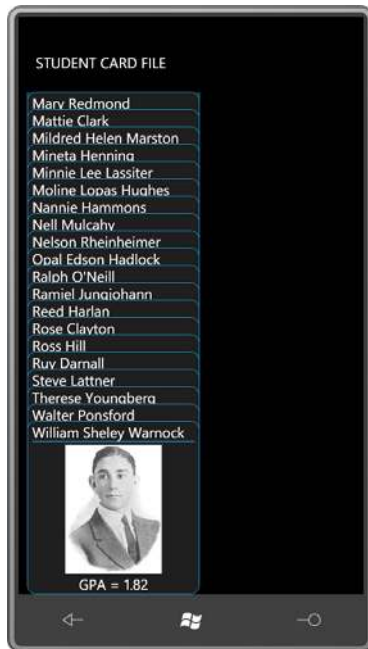 STUDENT CARD FILE
Mary Redmond
Mattie Clark
Mildred Helen Marston
Mineta Henning
Minnie Lee Lassiter
Moline Lopas Hughes
Nannie Hammons
Nell Mulcahy
Nelson Rheinheimer
Opal Edson Hadlock
Ralph O'Neill
Ramiel Jungiohann
Reed Harlan
Rose Clayton
Ross Hill
Ruy Darnall
Steve Lattner
Therese Youngberg
Walter Ponsford
William Sheley Warnock
GPA = 1.82